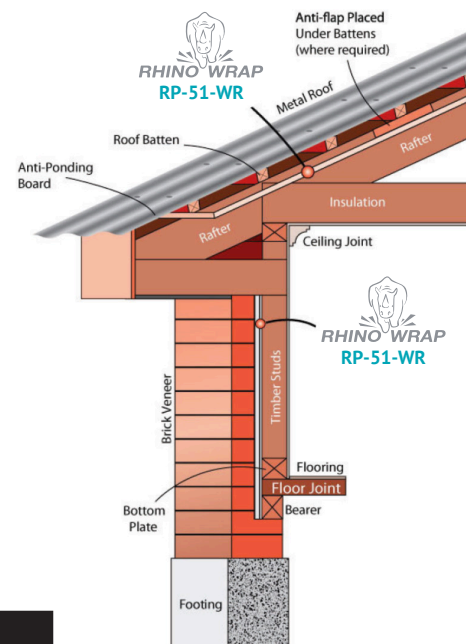 Anti-flap Placed
Under Battens
(where required)
RHINO WRAP
RP-51-WR
Metal Roof
Roof Batten
Rafter
Anti-Ponding
Board
Insulation
Rafter
Ceiling Joint
RHINO WRAP
RP-51-WR
Timber Studs
Brick Veneer
Flooring
Floor Joint
Bottom
Plate
Bearer
Footing